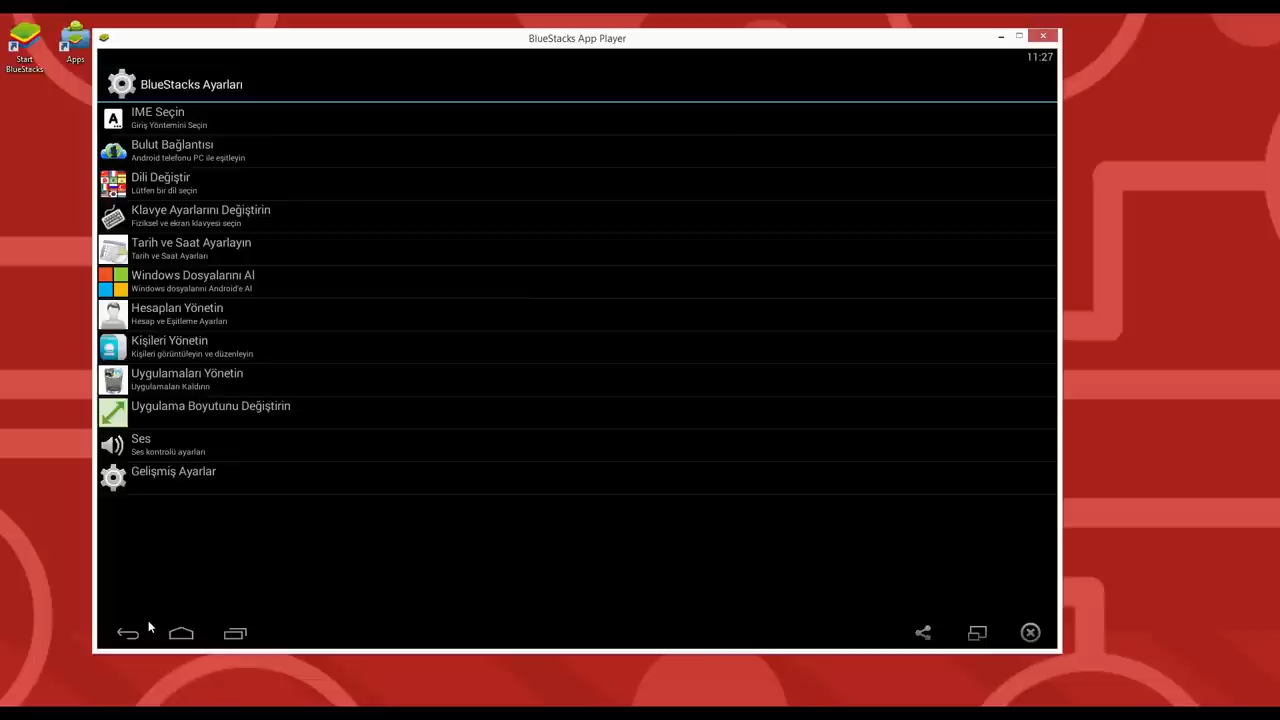 BlueStacks App Player
Start
BlueStacks
Apps
11:27
BlueStacks Ayarları
IME Seçin
Giriş Yöntemini Seçin
Bulut Bağlantısı
Android telefonu PC ile eşitleyin
Dili Değiştir
Lütfen bir dil seçin
Klavye Ayarlarını Değiştirin
Fiziksel ve ekran klavyesi seçin
Tarih ve Saat Ayarlayın
Tarih ve Saat Ayarları
Windows Dosyalarını Al
Windows dosyalarını Android'e Al
Hesapları Yönetin
Hesap ve Eşitleme Ayarları
Kişileri Yönetin
Kişileri görüntüleyin ve düzenleyin
Uygulamaları Yönetin
Uygulamaları Kaldırın
Uygulama Boyutunu Değiştirin
Ses
Ses kontrolü ayarları
Gelişmiş Ayarlar